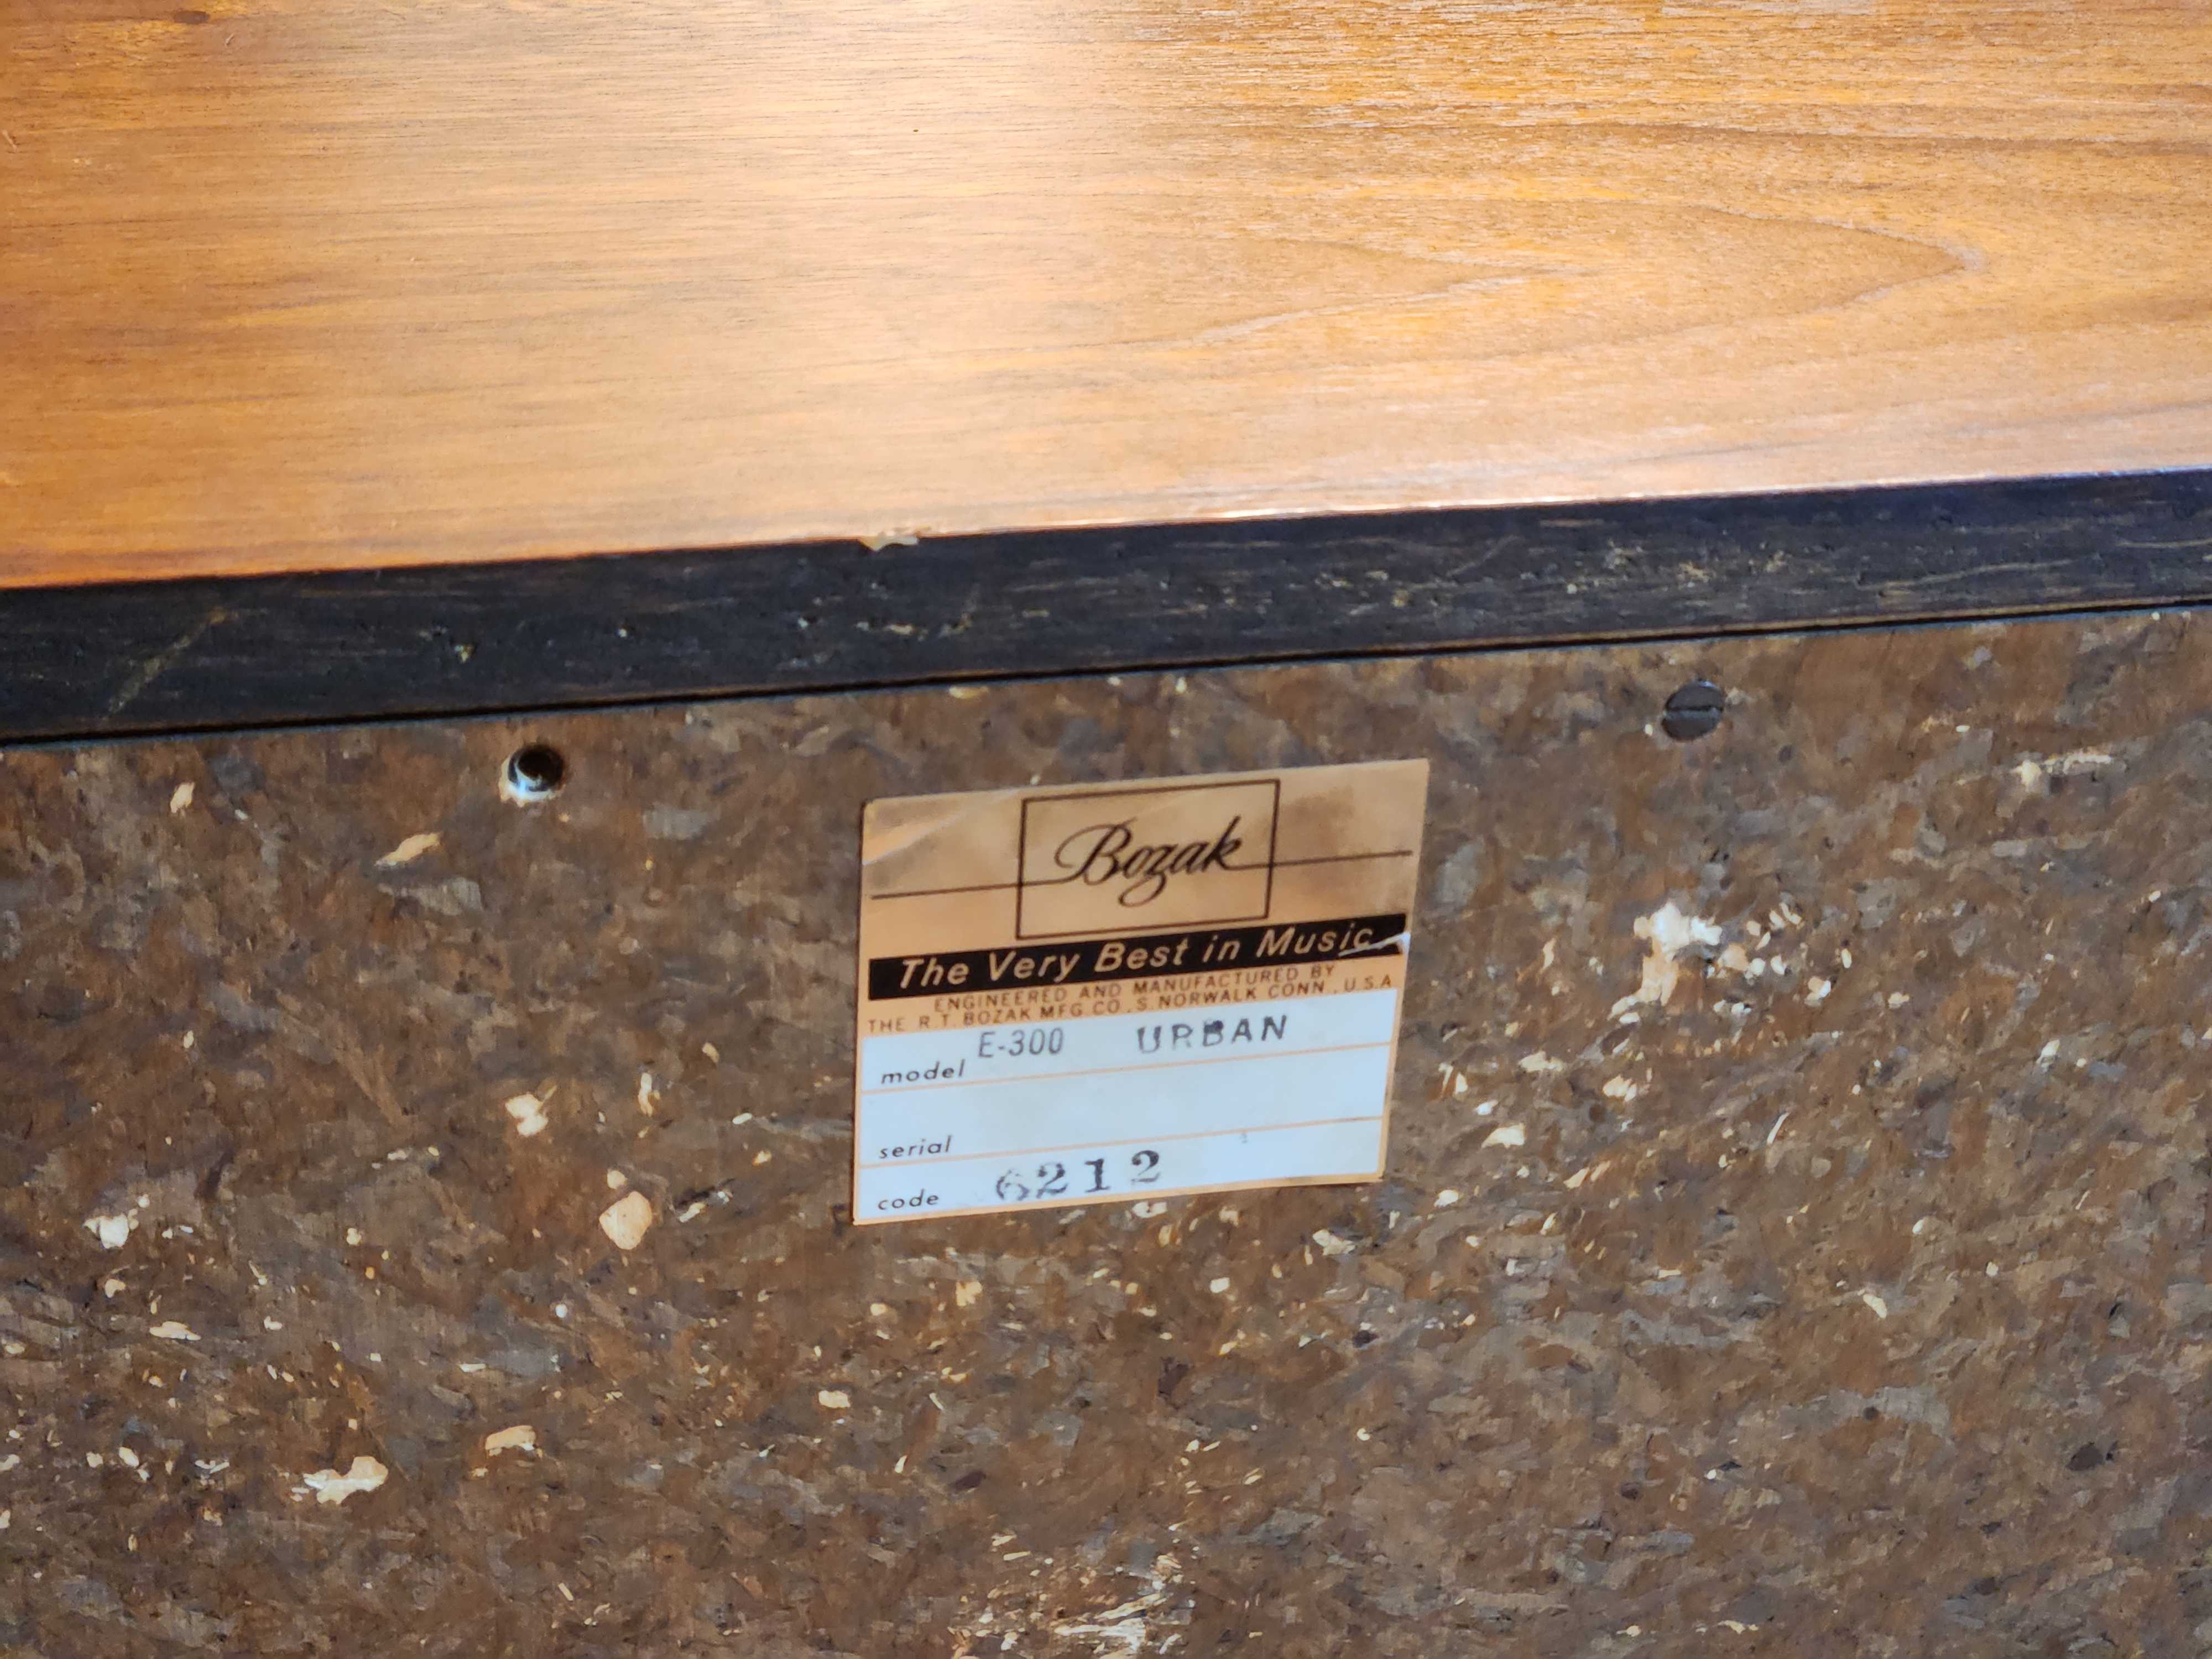 Bozak
The Very Best in Music
ENGINEERED AND MANUFACTURED BY
THE R.T. BOZAK MFG. CO., S. NORWALK CONN., U.S.A
model E-300 URBAN
serial
code 6212